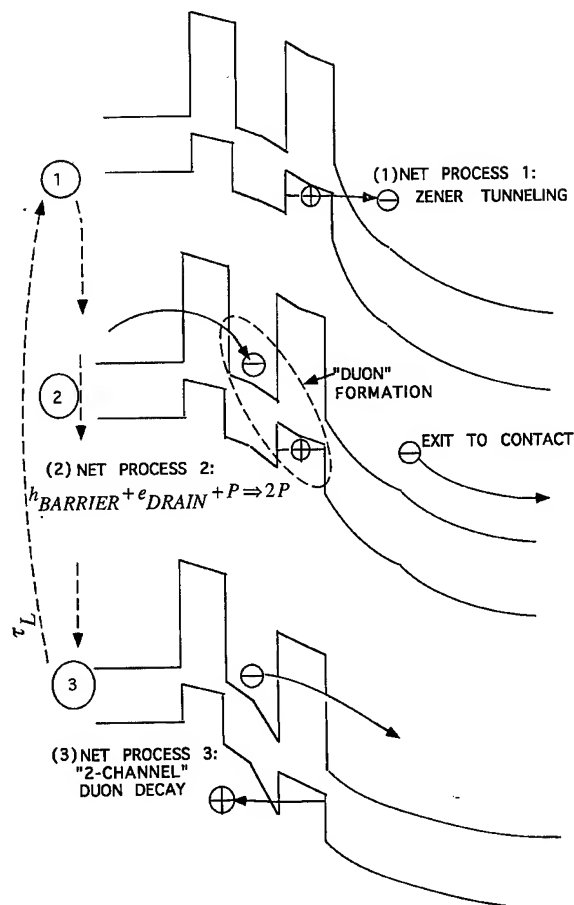 1
(1)NET PROCESS 1:
ZENER TUNNELING
2
"DUON"
FORMATION
EXIT TO CONTACT
(2) NET PROCESS 2:
h_BARRIER + e_DRAIN + P ⇒ 2P
τ_L
3
(3)NET PROCESS 3:
"2-CHANNEL"
DUON DECAY